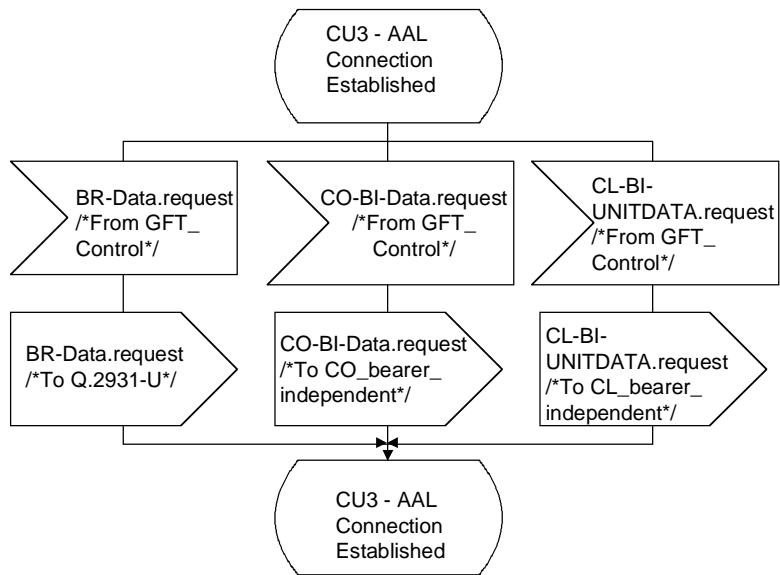 CU3 - AAL
Connection
Established
BR-Data.request
/*From GFT_
Control*/
CO-BI-Data.request
/*From GFT_
Control*/
CL-BI-
UNITDATA.request
/*From GFT_
Control*/
BR-Data.request
/*To Q.2931-U*/
CO-BI-Data.request
/*To CO_bearer_
independent*/
CL-BI-
UNITDATA.request
/*To CL_bearer_
independent*/
CU3 - AAL
Connection
Established